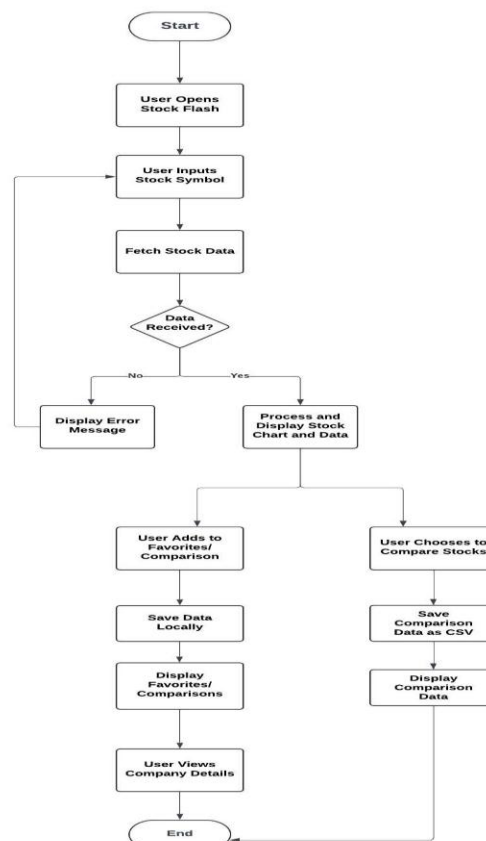 Start
User Opens
Stock Flash
User Inputs
Stock Symbol
Fetch Stock Data
Data
Received?
No
Yes
Display Error
Message
Process and
Display Stock
Chart and Data
User Adds to
Favorites/
Comparison
User Chooses to
Compare Stocks
Save Data
Locally
Save
Comparison
Data as CSV
Display
Favorites/
Comparisons
Display
Comparison
Data
User Views
Company Details
End